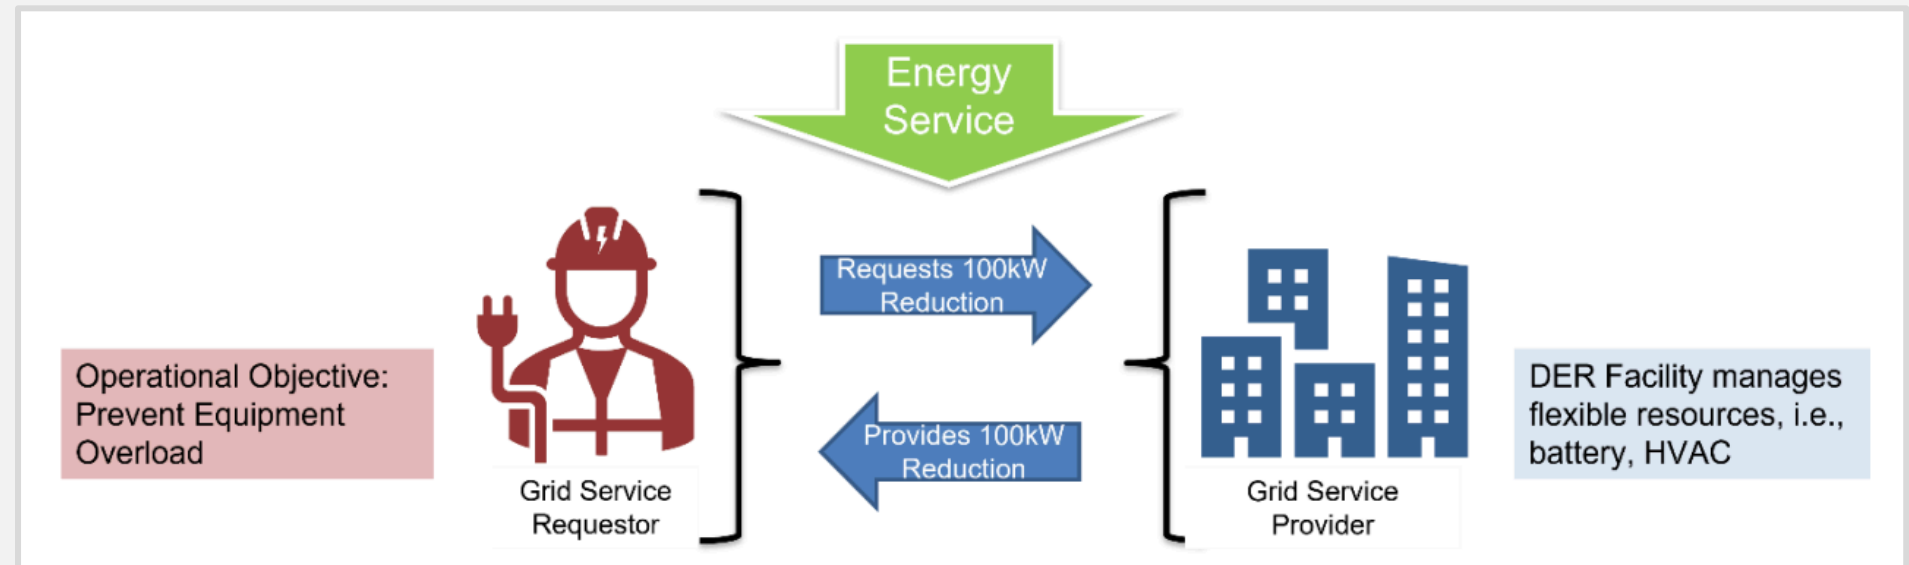 Energy
Service
Requests 100kW
Reduction
Operational Objective:
Prevent Equipment
Overload
DER Facility manages
flexible resources, i.e.,
battery, HVAC
Provides 100kW
Reduction
Grid Service
Requestor
Grid Service
Provider